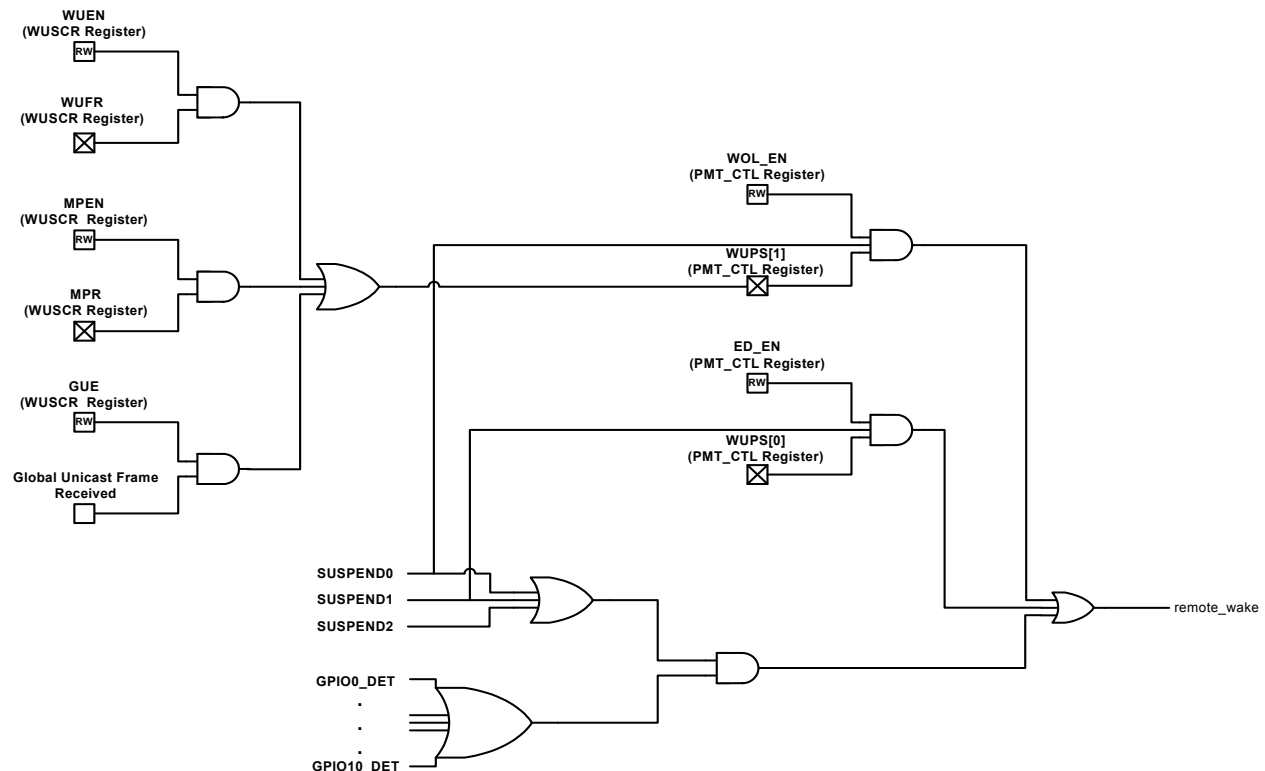 WUEN
(WUSCR Register)
RW
WUFR
(WUSCR Register)
MPEN
(WUSCR Register)
RW
MPR
(WUSCR Register)
GUE
(WUSCR Register)
RW
Global Unicast Frame
Received
WOL_EN
(PMT_CTL Register)
RW
WUPS[1]
(PMT_CTL Register)
ED_EN
(PMT_CTL Register)
RW
WUPS[0]
(PMT_CTL Register)
SUSPEND0
SUSPEND1
SUSPEND2
GPIO0_DET
.
.
.
GPIO10_DET
remote_wake